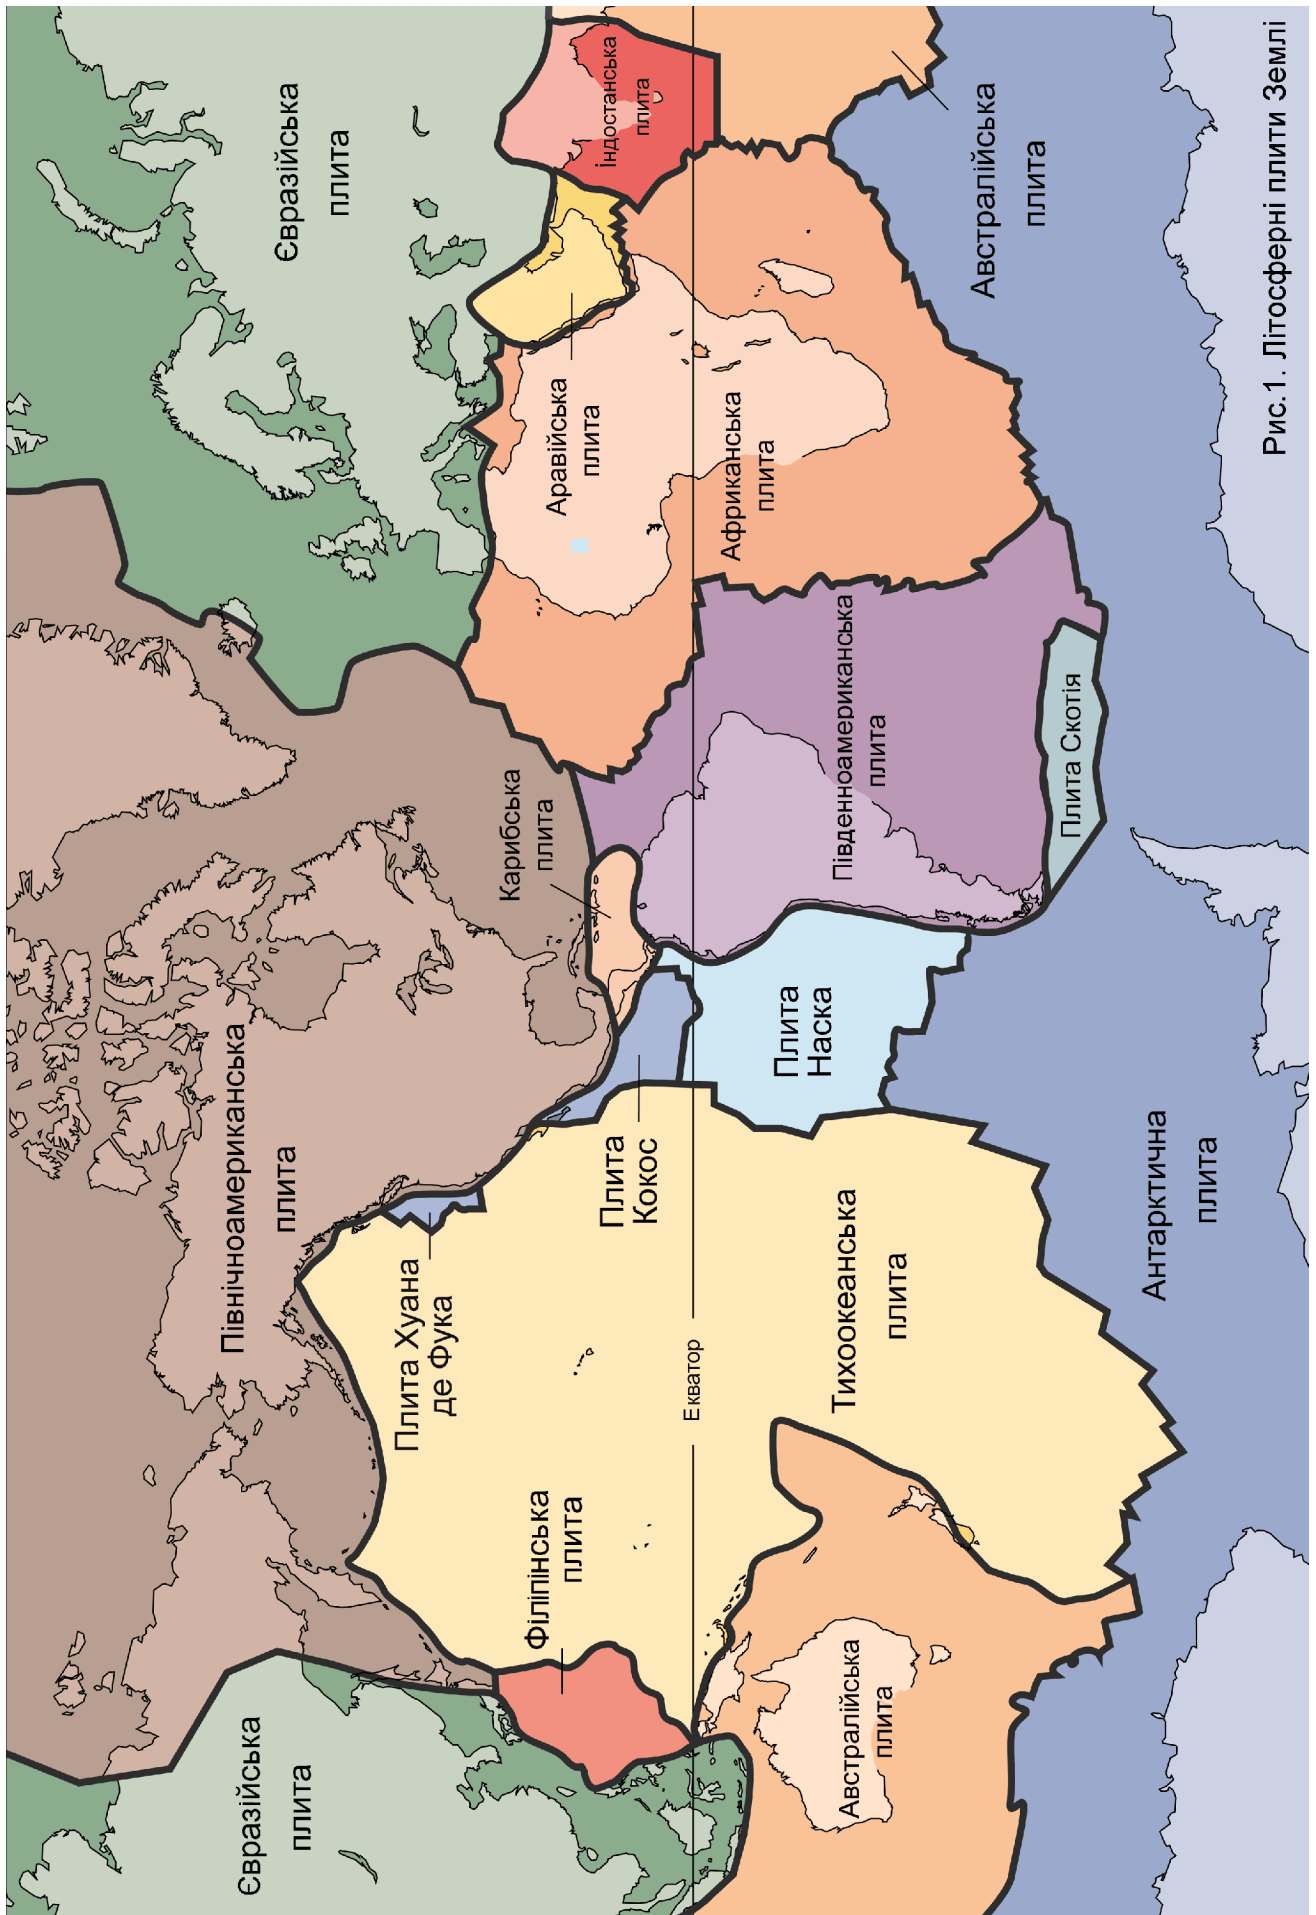 Євразійська
плита
Північноамериканська
плита
Євразійська
плита
Філіпінська
плита
Плита Хуана
де Фука
Карибська
плита
Аравійська
плита
Індостанська
плита
Плита
Кокос
Екватор
Африканська
плита
Австралійська
плита
Тихоокеанська
плита
Плита
Наска
Південноамериканська
плита
Австралійська
плита
Плита Скотія
Антарктична
плита
Рис.1. Літосферні плити Землі